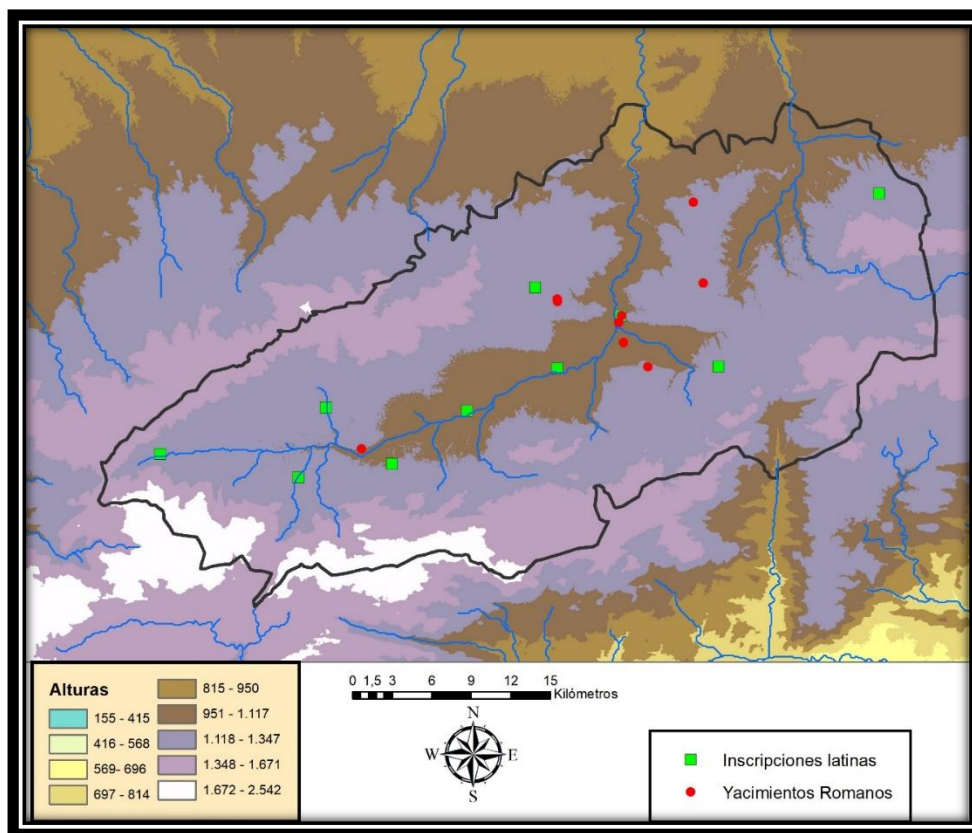 Alturas
155 - 415
416 - 568
569- 696
697 - 814
815 - 950
951 - 1.117
1.118 - 1.347
1.348 - 1.671
1.672 - 2.542
0 1,5 3 6 9 12 15
Kilómetros
N
W E
S
Inscripciones latinas
Yacimientos Romanos